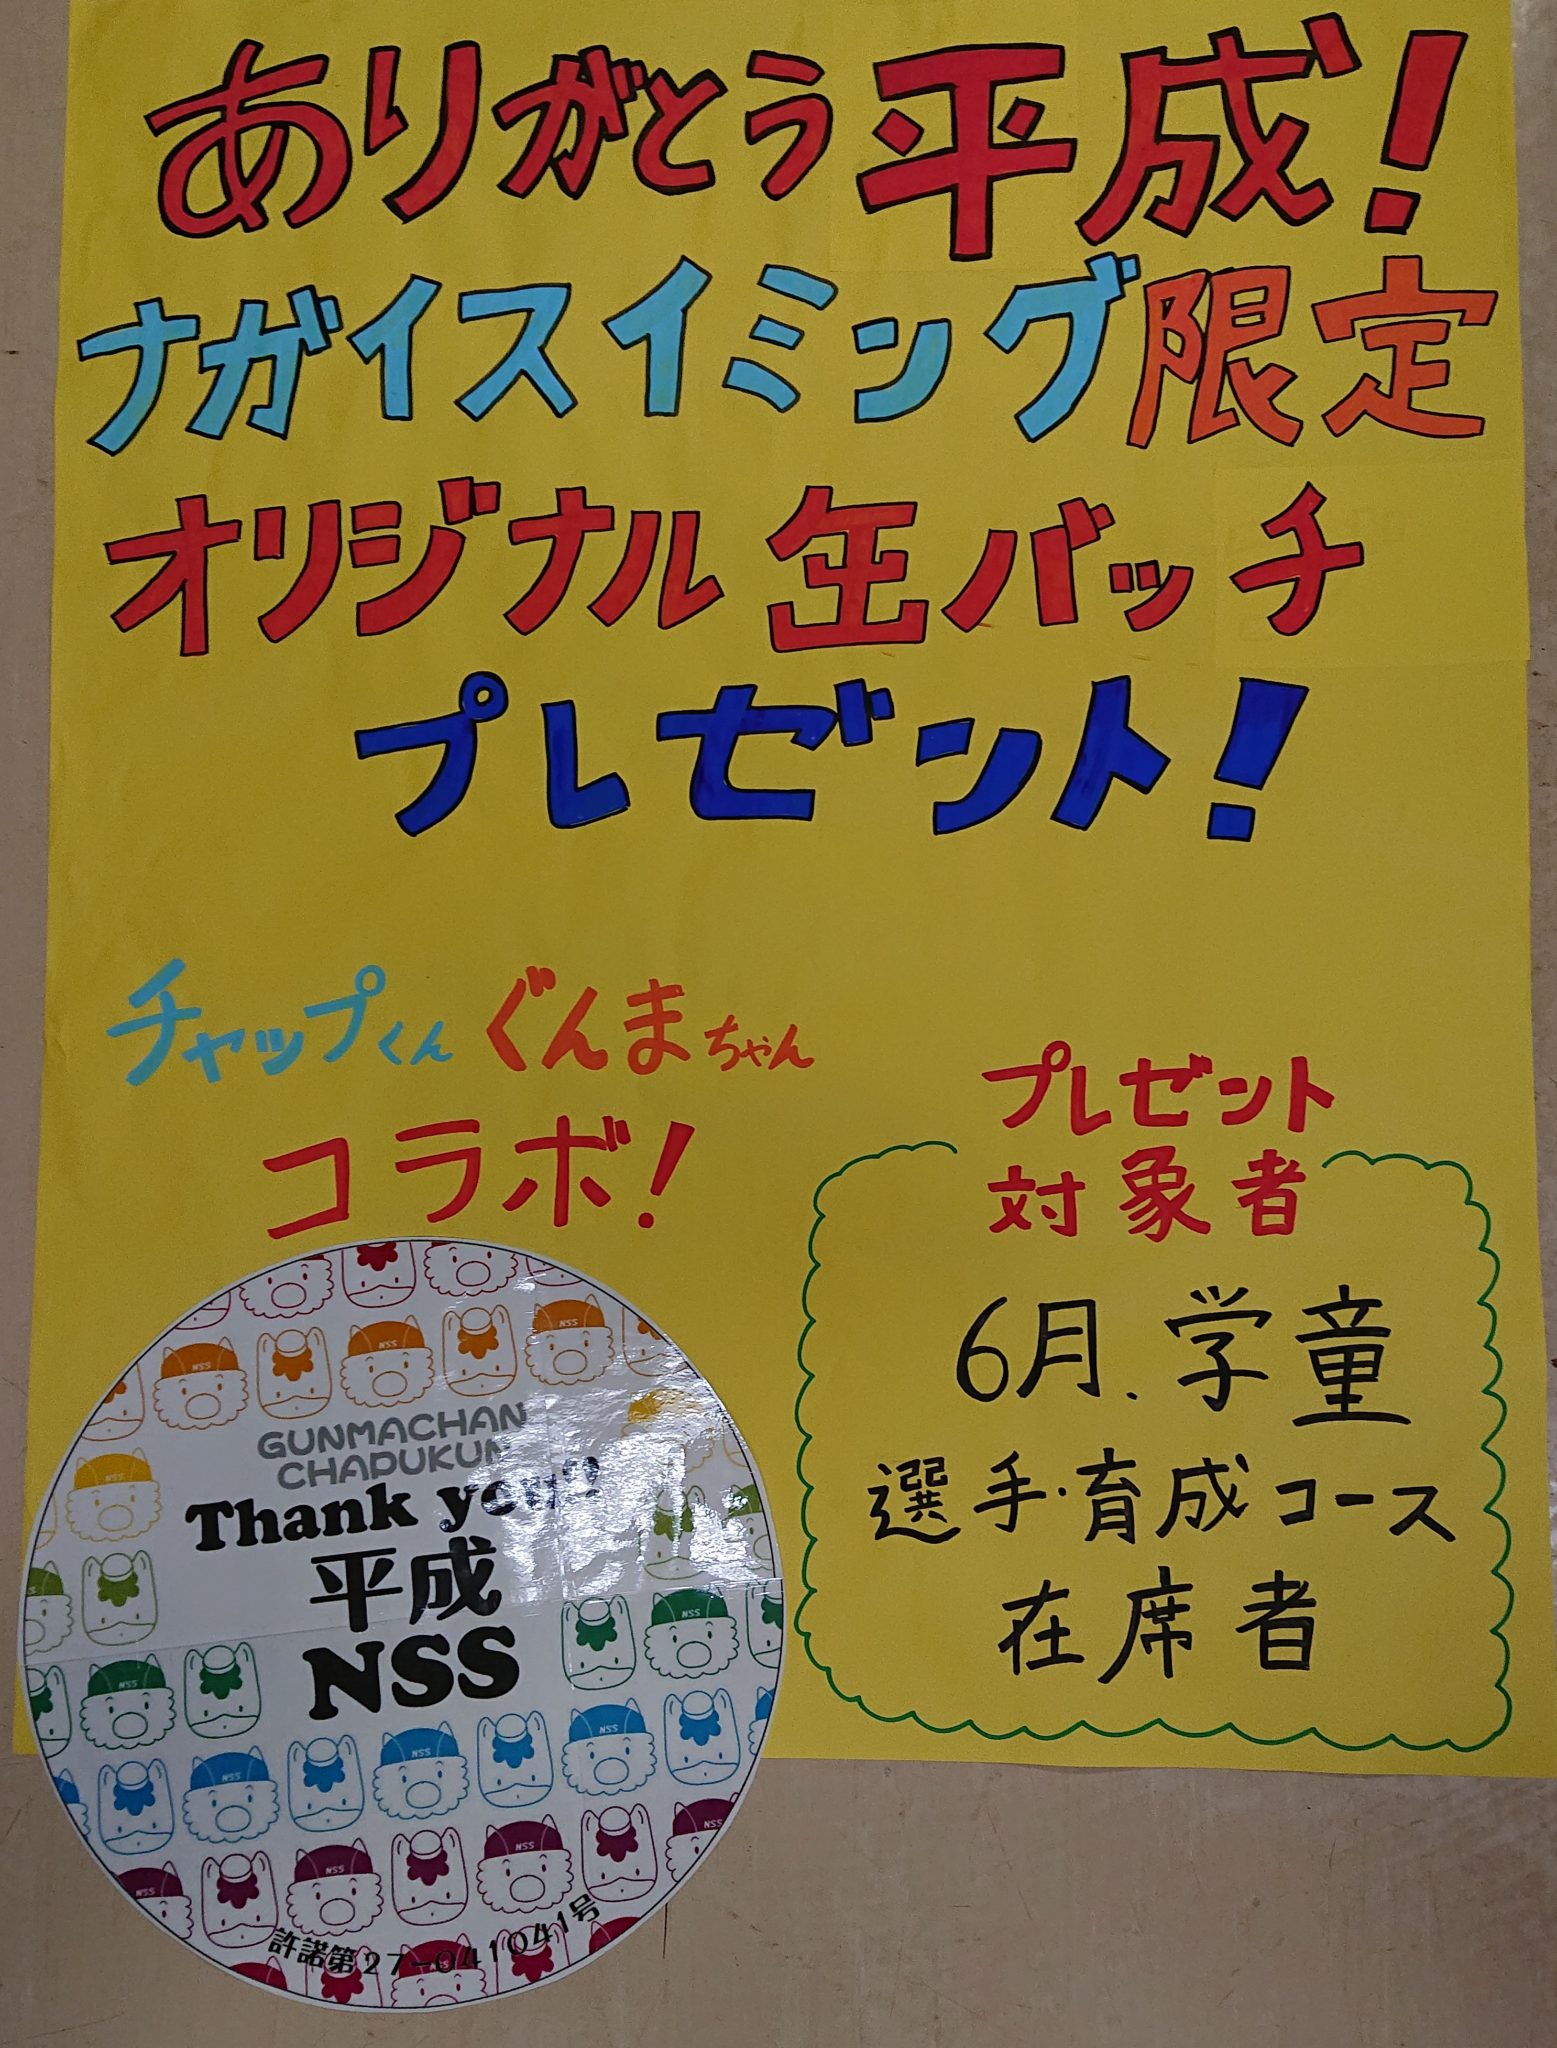 ありがとう平成!
ナガイスイミング限定
オリジナル缶バッチ
プレゼント!
チャップくん ぐんまちゃん
コラボ!
プレゼント
対象者
6月.学童
選手・育成コース
在席者
GUNMACHAN
CHAPUKUN
Thank you!!
平成
NSS
許諾第27-041041号